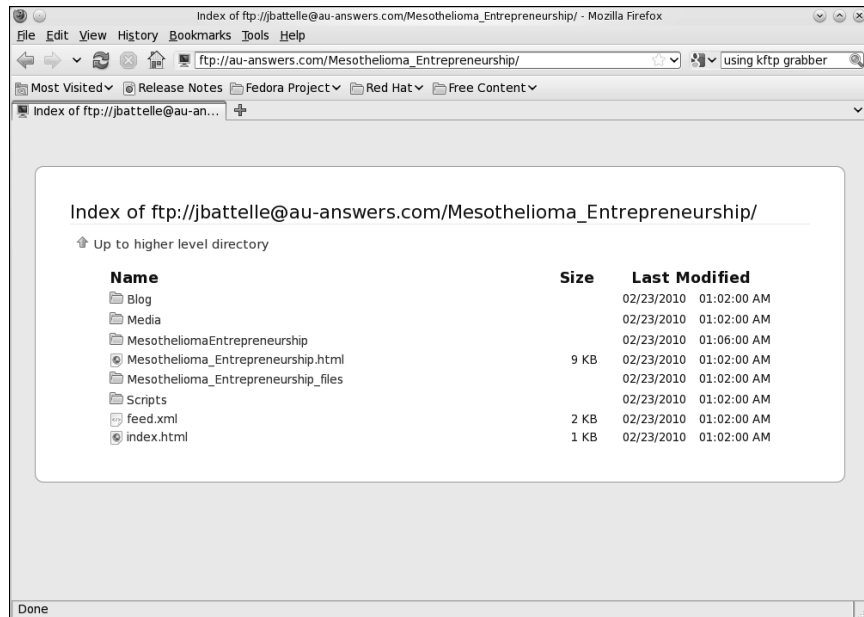 Index of ftp://jbattelle@au-answers.com/Mesothelioma_Entrepreneurship/ - Mozilla Firefox
File Edit View History Bookmarks Tools Help
ftp://au-answers.com/Mesothelioma_Entrepreneurship/ using kftp grabber
Most Visited Release Notes Fedora Project Red Hat Free Content
Index of ftp://jbattelle@au-an...
Index of ftp://jbattelle@au-answers.com/Mesothelioma_Entrepreneurship/
Up to higher level directory
Name Size Last Modified
Blog 02/23/2010 01:02:00 AM
Media 02/23/2010 01:02:00 AM
MesotheliomaEntrepreneurship 02/23/2010 01:06:00 AM
Mesothelioma_Entrepreneurship.html 9 KB 02/23/2010 01:02:00 AM
Mesothelioma_Entrepreneurship_files 02/23/2010 01:02:00 AM
Scripts 02/23/2010 01:02:00 AM
feed.xml 2 KB 02/23/2010 01:02:00 AM
index.html 1 KB 02/23/2010 01:02:00 AM
Done